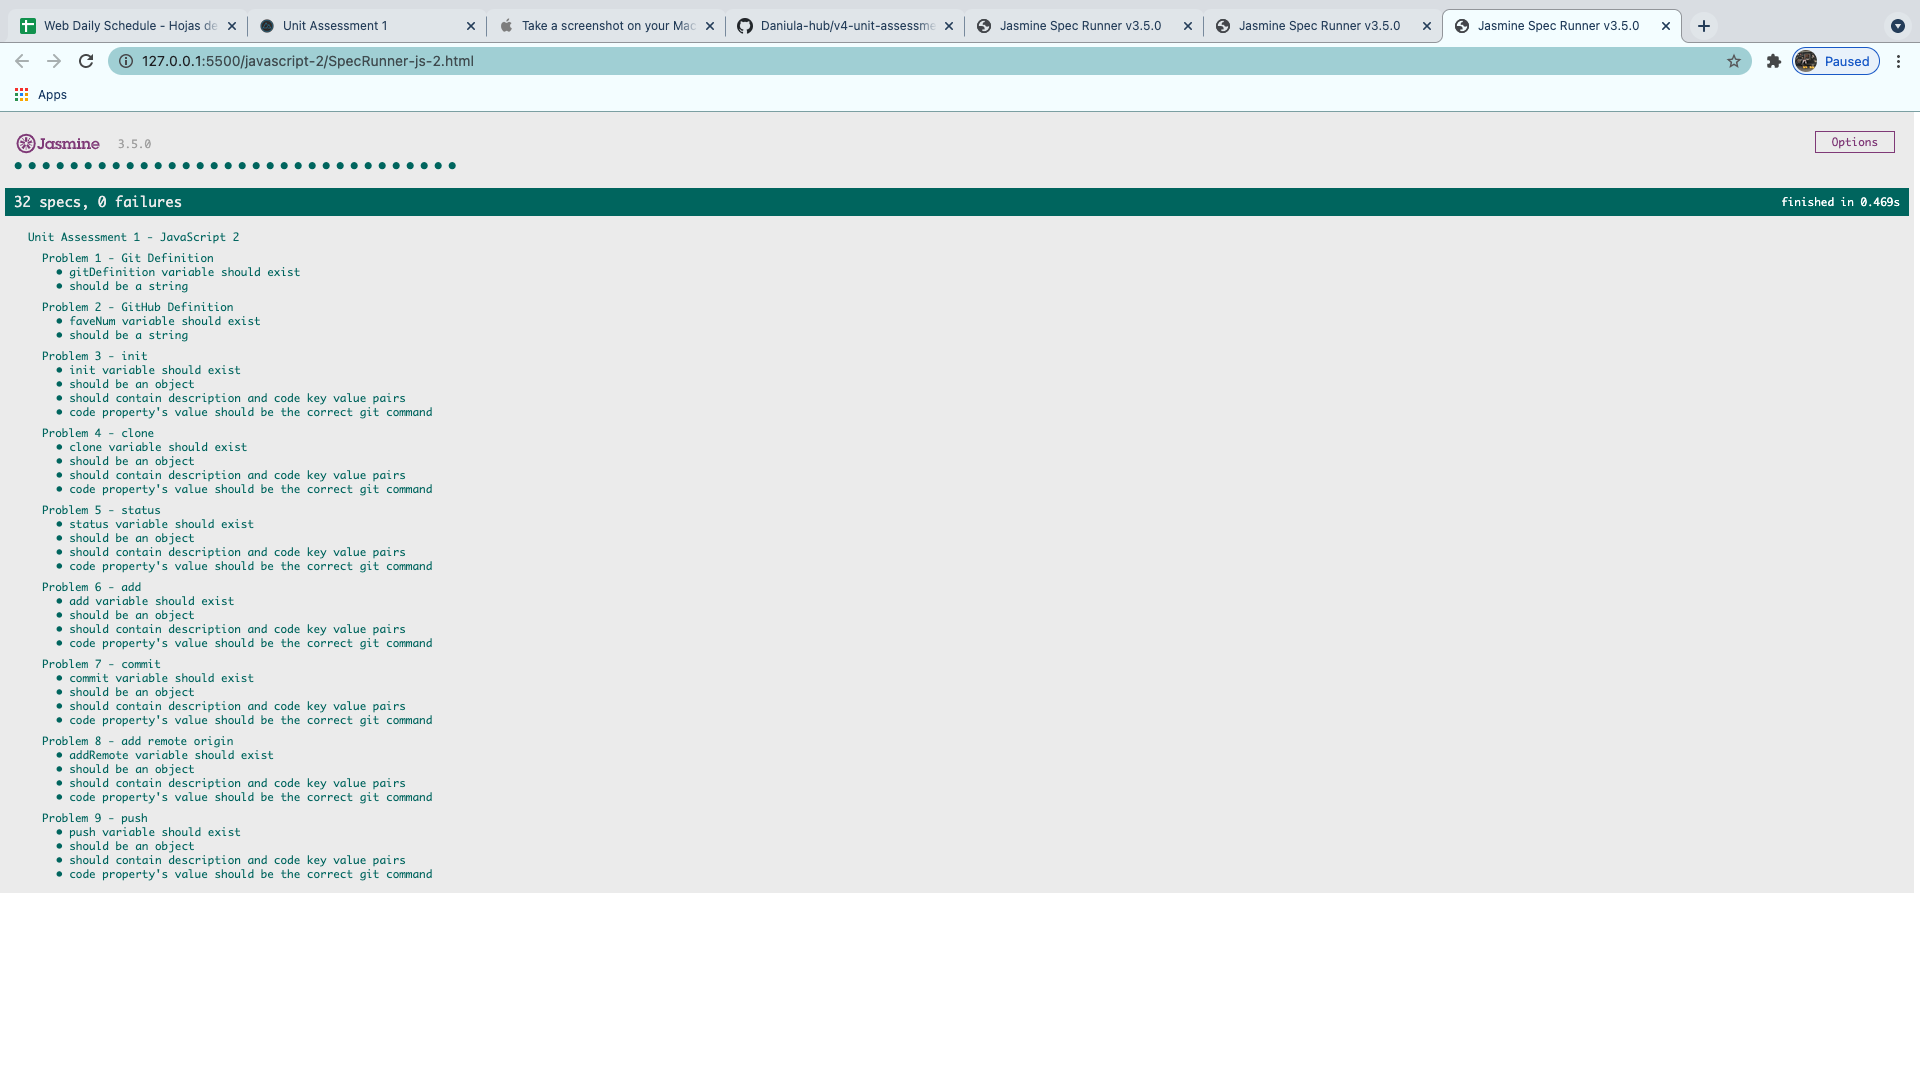 Web Daily Schedule - Hojas de
Unit Assessment 1
Take a screenshot on your Mac
Daniula-hub/v4-unit-assessme
Jasmine Spec Runner v3.5.0
Jasmine Spec Runner v3.5.0
Jasmine Spec Runner v3.5.0
127.0.0.1:5500/javascript-2/SpecRunner-js-2.html
Paused
Apps
Jasmine 3.5.0
Options
32 specs, 0 failures
finished in 0.469s
Unit Assessment 1 - JavaScript 2
Problem 1 - Git Definition
• gitDefinition variable should exist
• should be a string
Problem 2 - GitHub Definition
• faveNum variable should exist
• should be a string
Problem 3 - init
• init variable should exist
• should be an object
• should contain description and code key value pairs
• code property's value should be the correct git command
Problem 4 - clone
• clone variable should exist
• should be an object
• should contain description and code key value pairs
• code property's value should be the correct git command
Problem 5 - status
• status variable should exist
• should be an object
• should contain description and code key value pairs
• code property's value should be the correct git command
Problem 6 - add
• add variable should exist
• should be an object
• should contain description and code key value pairs
• code property's value should be the correct git command
Problem 7 - commit
• commit variable should exist
• should be an object
• should contain description and code key value pairs
• code property's value should be the correct git command
Problem 8 - add remote origin
• addRemote variable should exist
• should be an object
• should contain description and code key value pairs
• code property's value should be the correct git command
Problem 9 - push
• push variable should exist
• should be an object
• should contain description and code key value pairs
• code property's value should be the correct git command